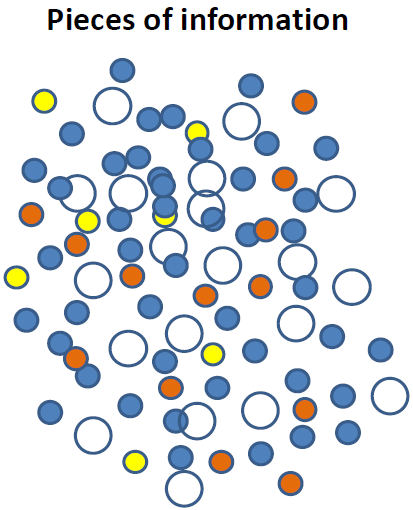 Pieces of information